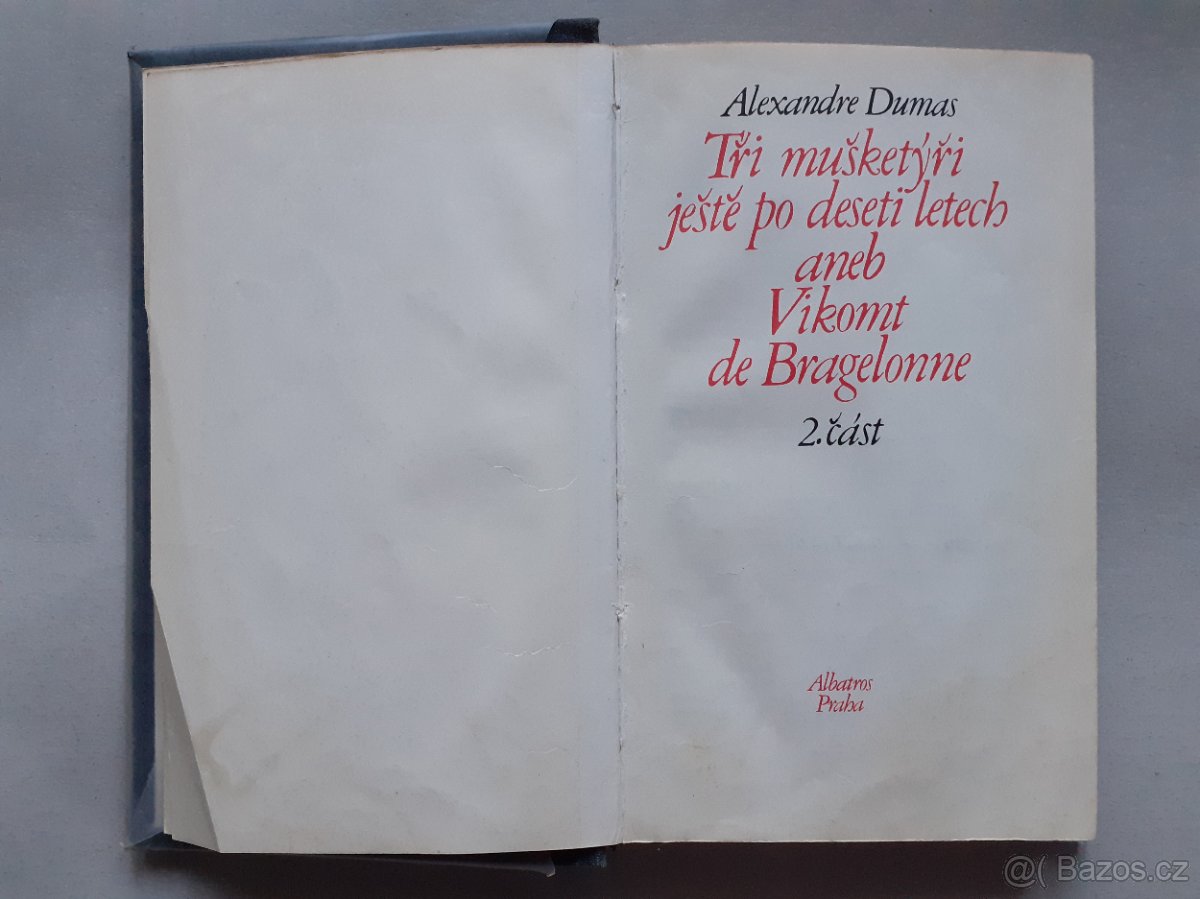 Alexandre Dumas
Tři mušketýři
ještě po deseti letech
aneb
Vikomt
de Bragelonne
2. část
Albatros
Praha
@( Bazos.cz